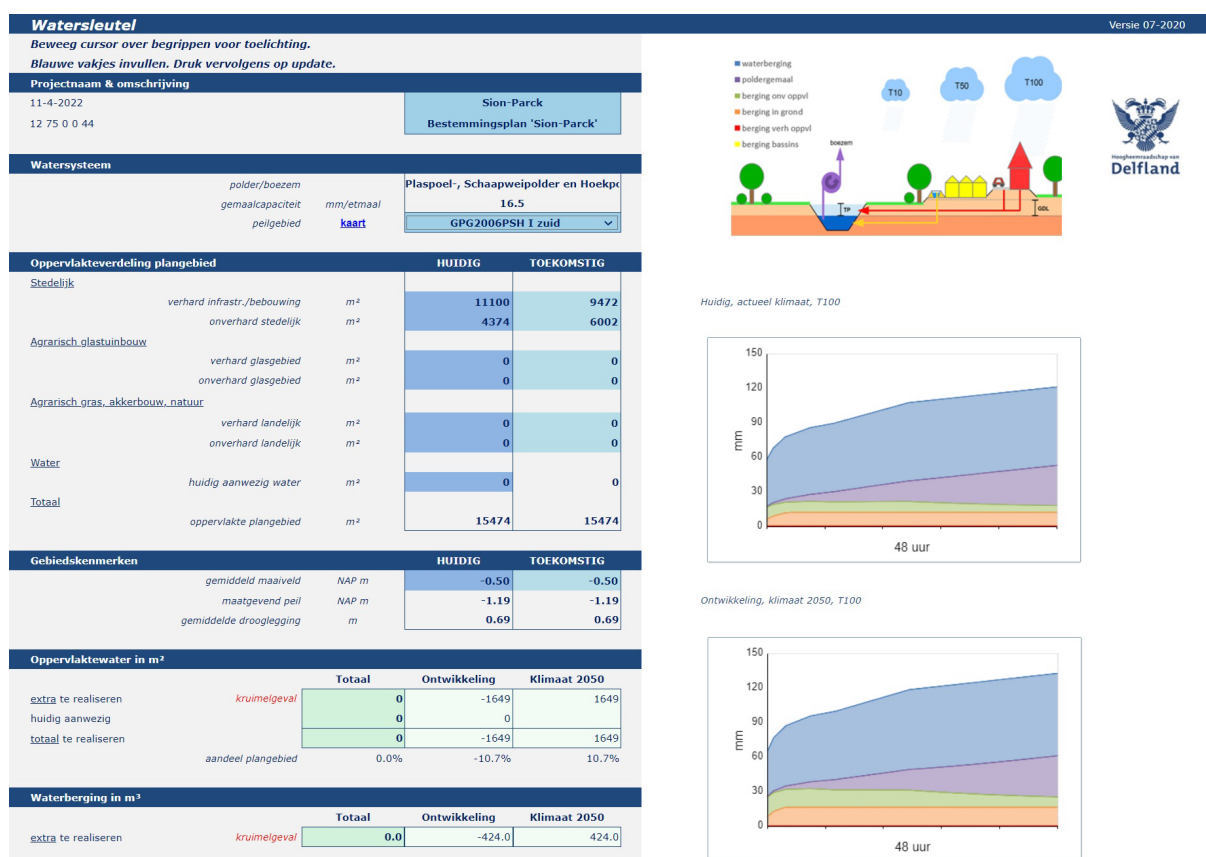 Watersleutel Versie 07-2020
Beweeg cursor over begrippen voor toelichting.
Blauwe vakjes invullen. Druk vervolgens op update.
Projectnaam & omschrijving
11-4-2022 Sion-Parck
12 75 0 0 44 Bestemmingsplan 'Sion-Parck'
Watersysteem
polder/boezem Plaspoel-, Schaapweipolder en Hoekpo
gemaalcapaciteit mm/etmaal 16.5
peilgebied kaart GPG2006PSH I zuid
Oppervlakteverdeling plangebied HUIDIG TOEKOMSTIG
Stedelijk
verhard infrastr./bebouwing m² 11100 9472
onverhard stedelijk m² 4374 6002
Agrarisch glastuinbouw
verhard glasgebied m² 0 0
onverhard glasgebied m² 0 0
Agrarisch gras, akkerbouw, natuur
verhard landelijk m² 0 0
onverhard landelijk m² 0 0
Water
huidig aanwezig water m² 0 0
Totaal
oppervlakte plangebied m² 15474 15474
Gebiedskenmerken HUIDIG TOEKOMSTIG
gemiddeld maaiveld NAP m -0.50 -0.50
maatgevend peil NAP m -1.19 -1.19
gemiddelde drooglegging m 0.69 0.69
Oppervlaktewater in m²
Totaal Ontwikkeling Klimaat 2050
extra te realiseren kruimelgeval 0 -1649 1649
huidig aanwezig 0 0
totaal te realiseren 0 -1649 1649
aandeel plangebied 0.0% -10.7% 10.7%
Waterberging in m³
Totaal Ontwikkeling Klimaat 2050
extra te realiseren kruimelgeval 0.0 -424.0 424.0
waterberging
poldergemaal
berging onv oppvl
berging in grond
berging verh oppvl
berging bassins
T10 T50 T100
boezem
TP GDL
Hoogheemraadschap van
Delfland
Huidig, actueel klimaat, T100
150
120
90
60
30
0
mm
48 uur
Ontwikkeling, klimaat 2050, T100
150
120
90
60
30
0
mm
48 uur